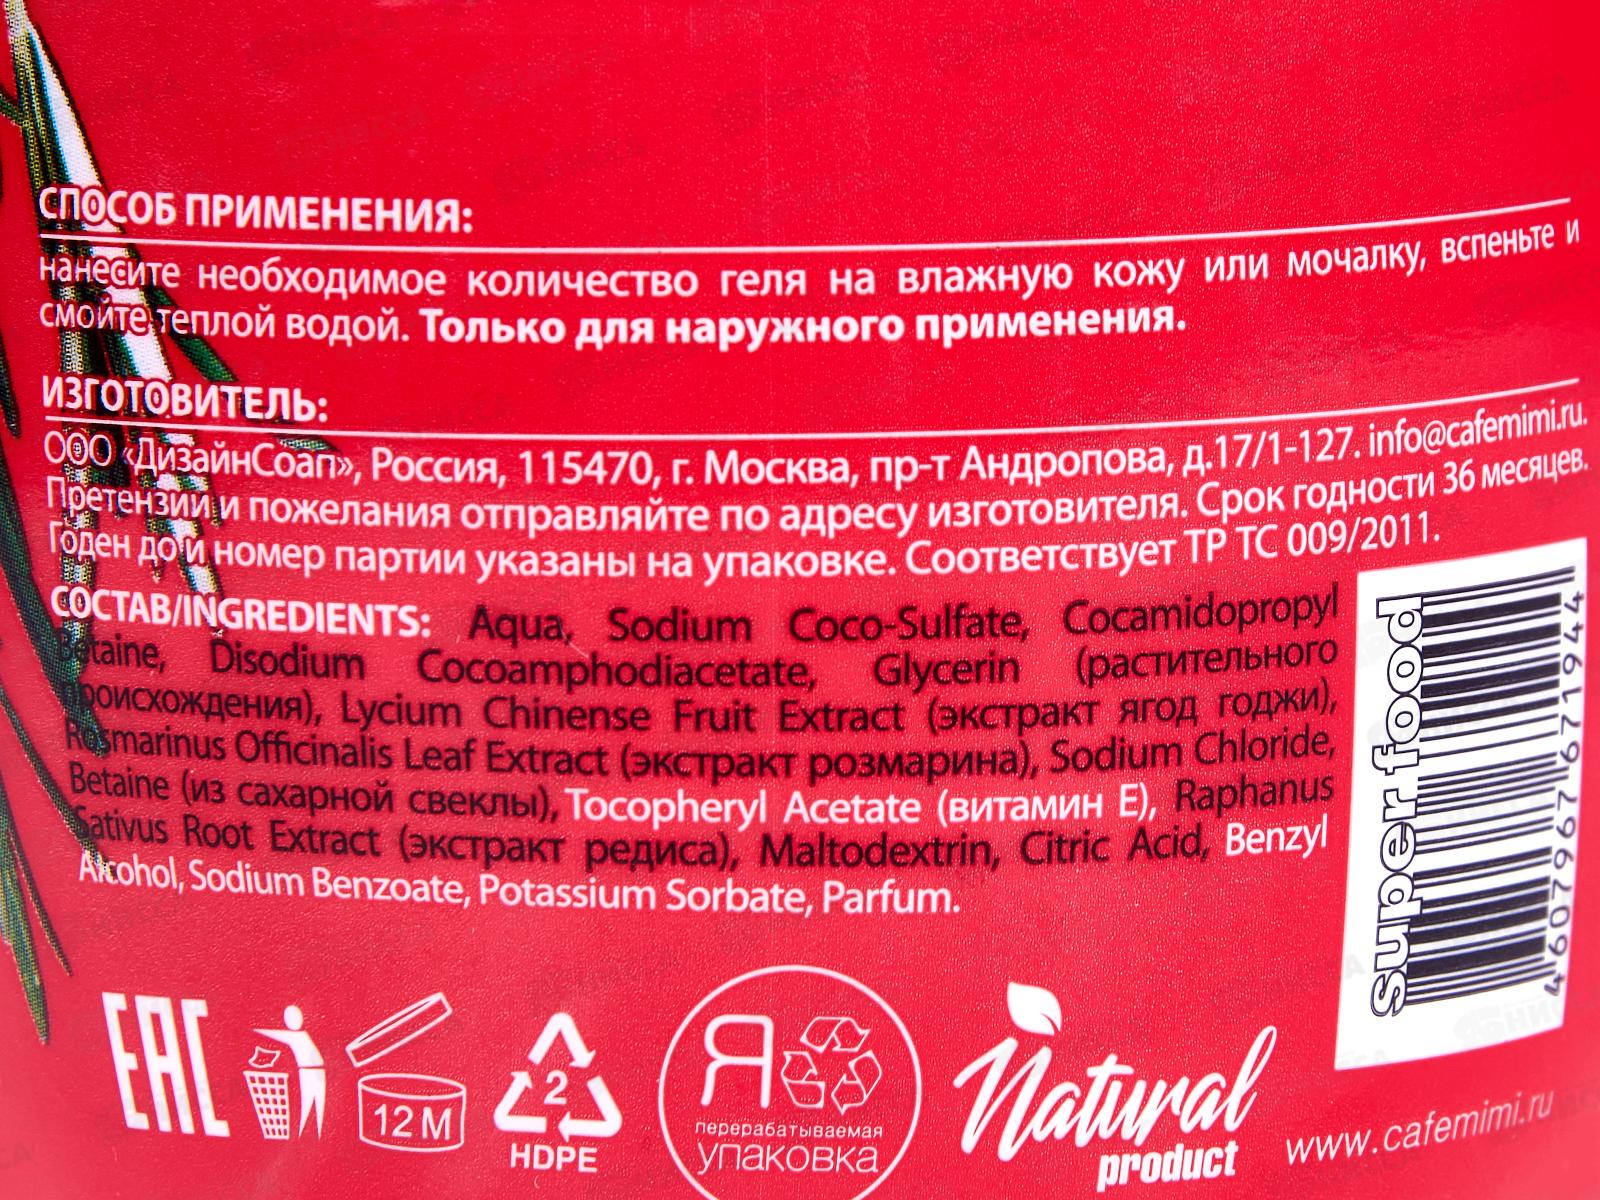 СПОСОБ ПРИМЕНЕНИЯ:
нанесите необходимое количество геля на влажную кожу или мочалку, вспеньте и
смойте теплой водой. Только для наружного применения.
ИЗГОТОВИТЕЛЬ:
ООО «ДизайнСоап», Россия, 115470, г. Москва, пр-т Андропова, д.17/1-127. info@cafemimi.ru.
Претензии и пожелания отправляйте по адресу изготовителя. Срок годности 36 месяцев.
Годен до и номер партии указаны на упаковке. Соответствует ТР ТС 009/2011.
СОСТАВ/INGREDIENTS: Aqua, Sodium Coco-Sulfate, Cocamidopropyl
Betaine, Disodium Cocoamphodiacetate, Glycerin (растительного
происхождения), Lycium Chinense Fruit Extract (экстракт ягод годжи),
Rosmarinus Officinalis Leaf Extract (экстракт розмарина), Sodium Chloride,
Betaine (из сахарной свеклы), Tocopheryl Acetate (витамин Е), Raphanus
Sativus Root Extract (экстракт редиса), Maltodextrin, Citric Acid, Benzyl
Alcohol, Sodium Benzoate, Potassium Sorbate, Parfum.
super food
4607967671944
ЕАС
12 М
2
HDPE
Я
перерабатываемая
упаковка
Natural
product
www.cafemimi.ru